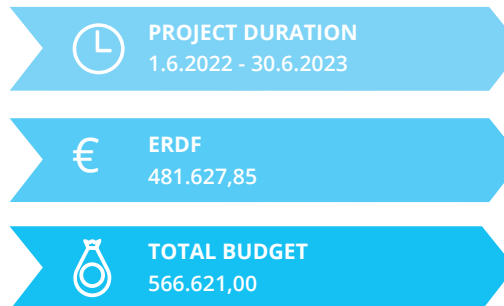 PROJECT DURATION
1.6.2022 - 30.6.2023
€
ERDF
481.627,85
TOTAL BUDGET
566.621,00